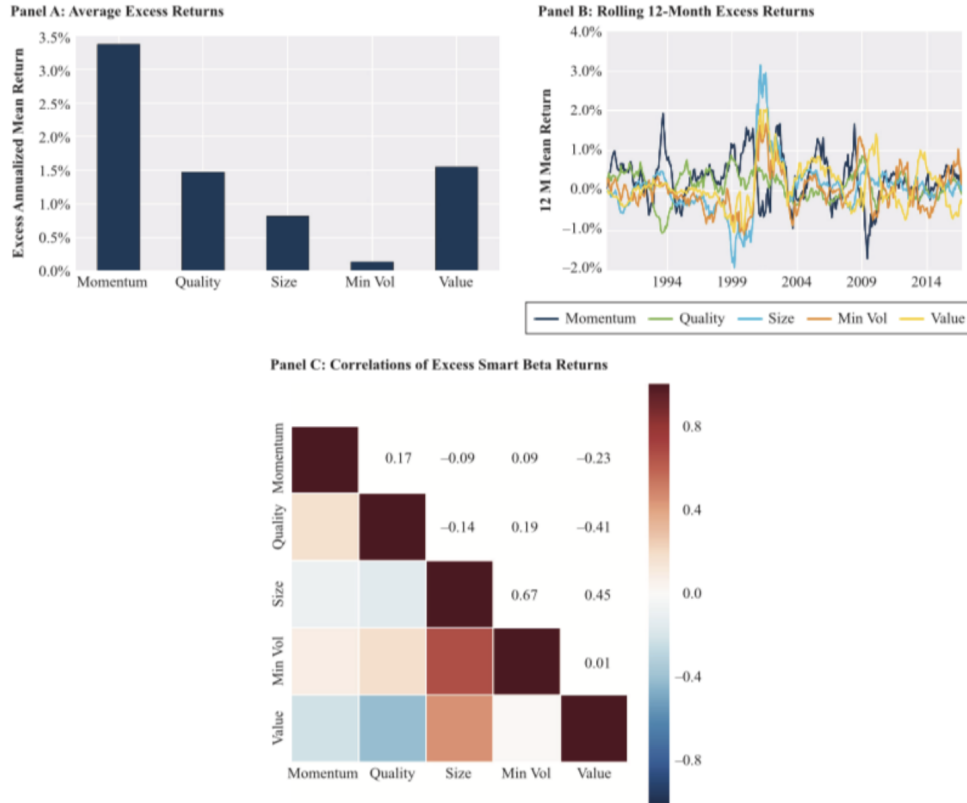 Panel A: Average Excess Returns
Excess Annualized Mean Return
3.5%
3.0%
2.5%
2.0%
1.5%
1.0%
0.5%
0.0%
Momentum Quality Size Min Vol Value
Panel B: Rolling 12-Month Excess Returns
12 M Mean Return
4.0%
3.0%
2.0%
1.0%
0.0%
–1.0%
–2.0%
1994 1999 2004 2009 2014
Momentum Quality Size Min Vol Value
Panel C: Correlations of Excess Smart Beta Returns
Momentum 0.17 –0.09 0.09 –0.23
Quality –0.14 0.19 –0.41
Size 0.67 0.45
Min Vol 0.01
Value
Momentum Quality Size Min Vol Value
0.8
0.4
0.0
–0.4
–0.8